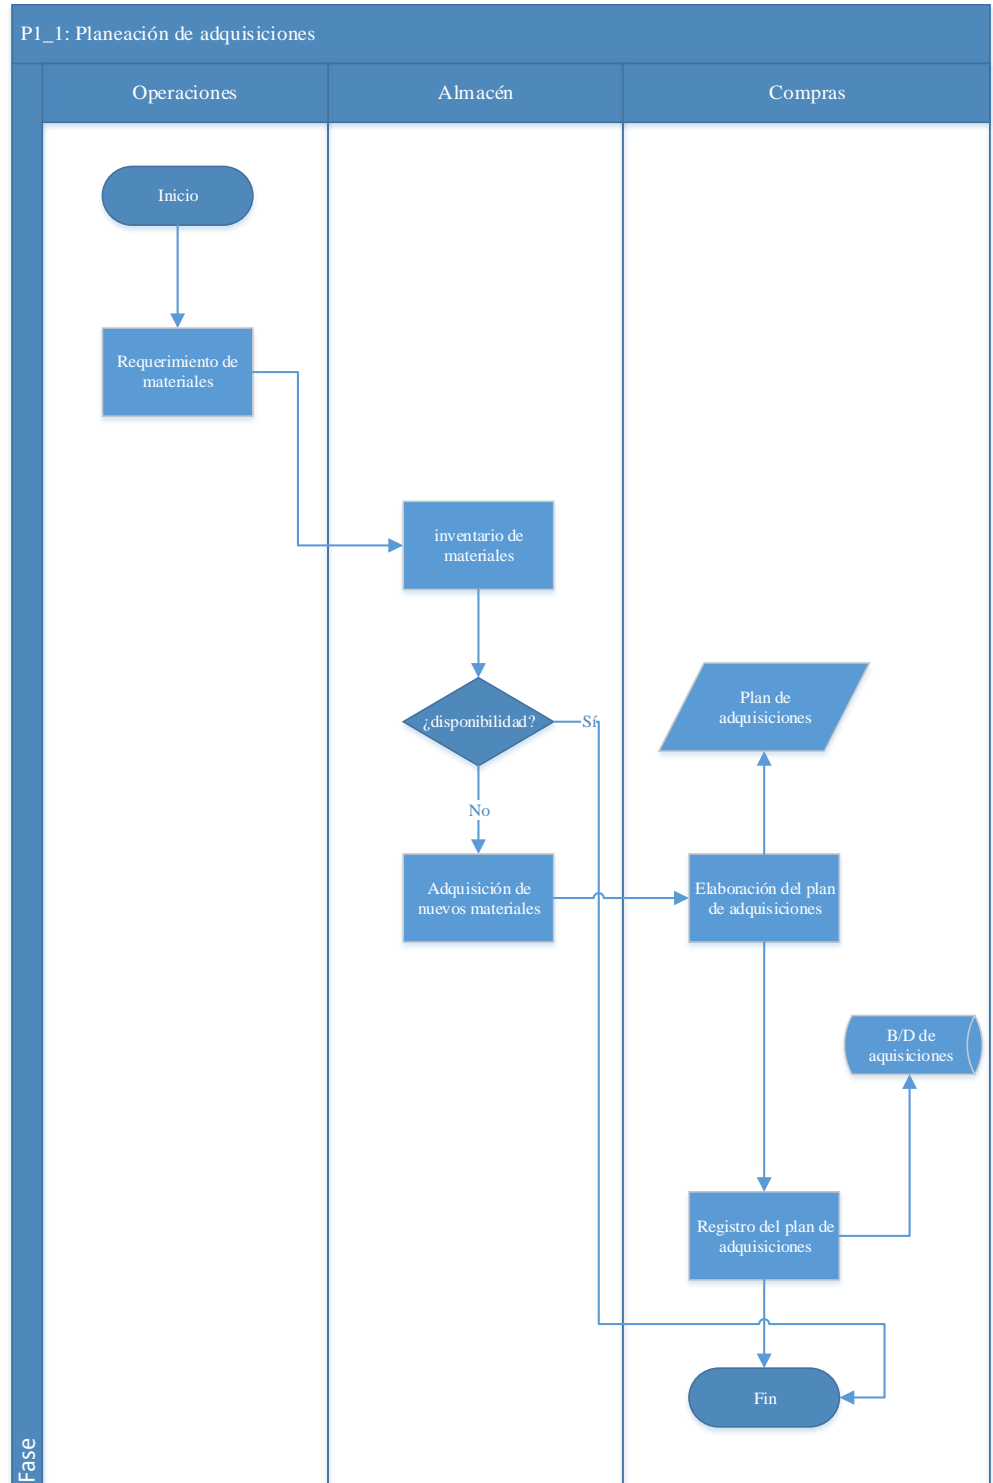 P1_1: Planeación de adquisiciones
Operaciones
Almacén
Compras
Inicio
Requerimiento de
materiales
inventario de
materiales
¿disponibilidad?
Sí
Plan de
adquisiciones
No
Adquisición de
nuevos materiales
Elaboración del plan
de adquisiciones
B/D de
aquisiciones
Registro del plan de
adquisiciones
Fin
Fase